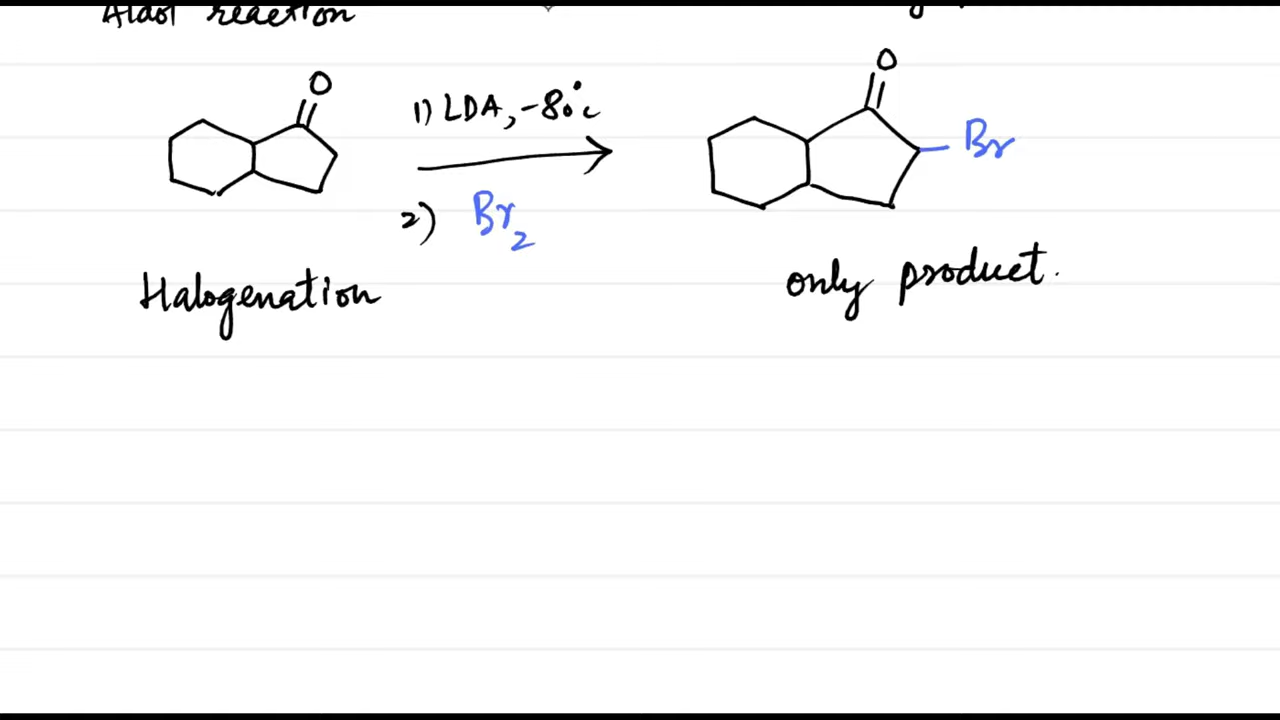 Aldol reaction
O
1) LDA, -80°C
2) Br2
O
Br
Halogenation
only product.